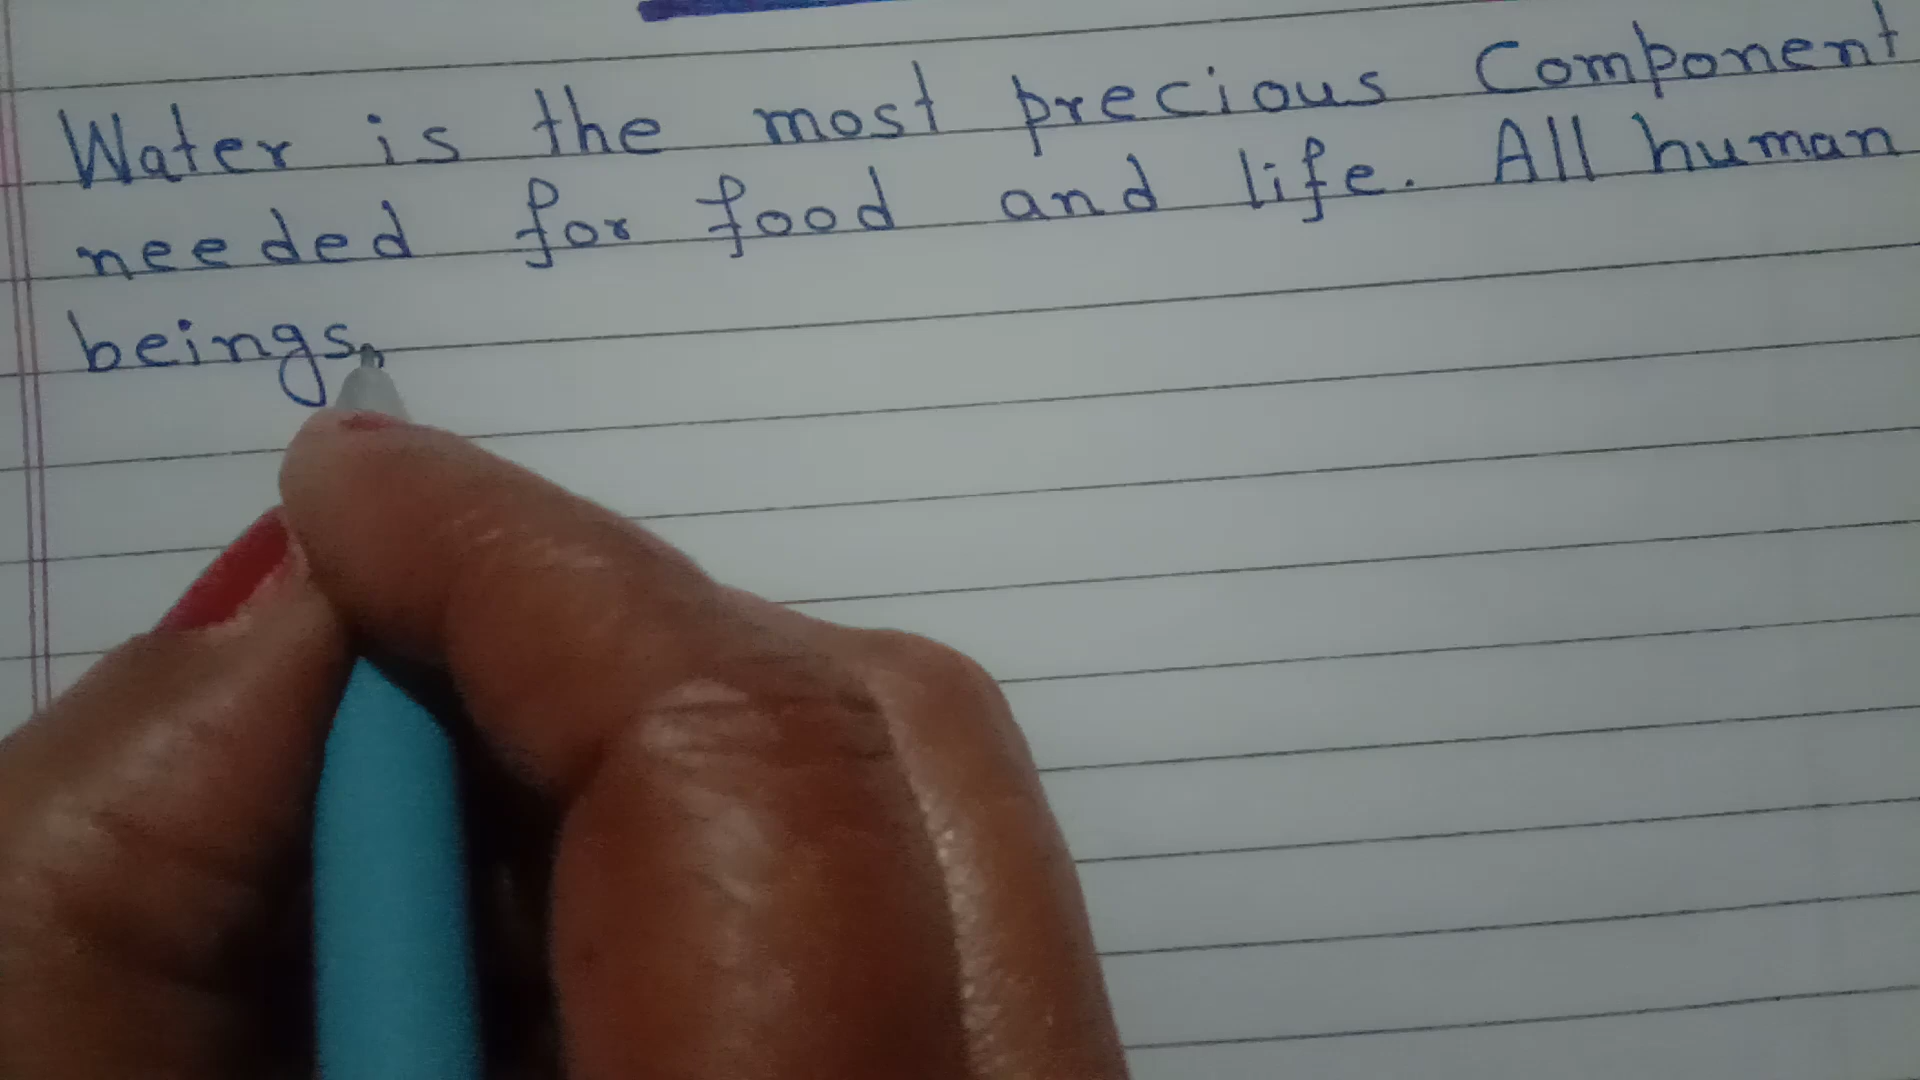 Water is the most precious Component
needed for food and life. All human
beings,